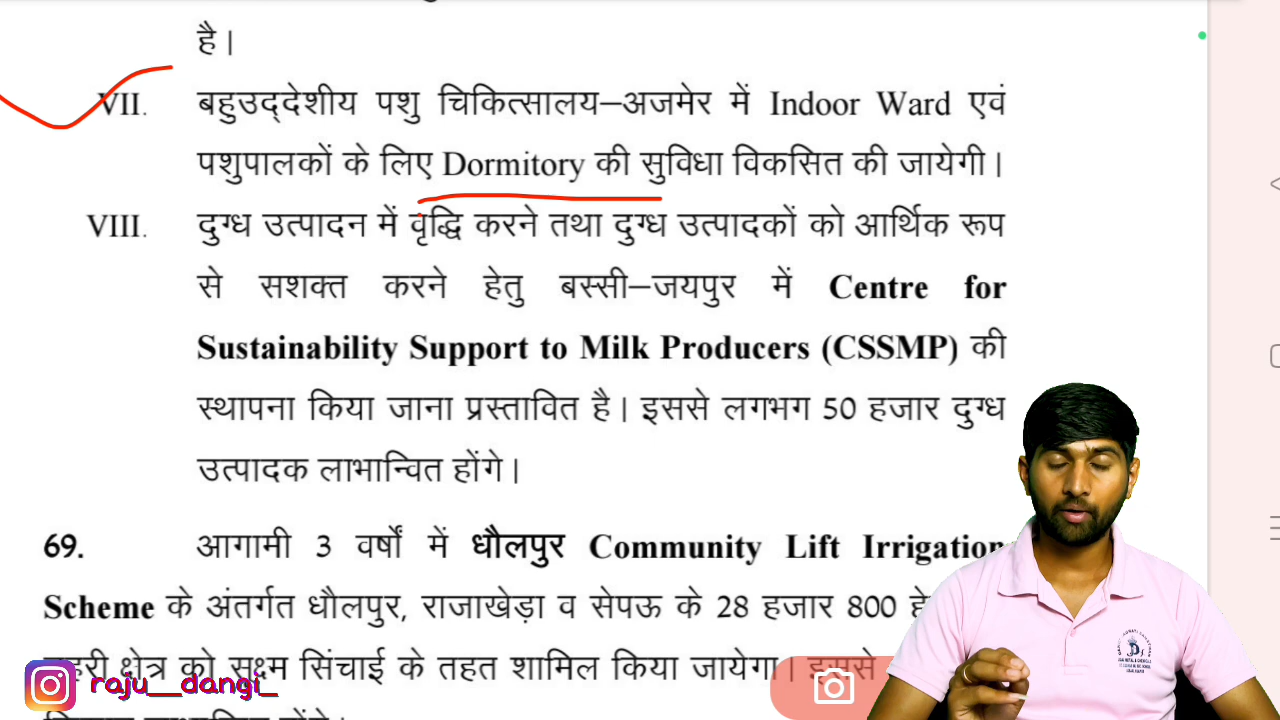 है।
VII. बहुउद्देशीय पशु चिकित्सालय–अजमेर में Indoor Ward एवं
पशुपालकों के लिए Dormitory की सुविधा विकसित की जायेगी।
VIII. दुग्ध उत्पादन में वृद्धि करने तथा दुग्ध उत्पादकों को आर्थिक रूप
से सशक्त करने हेतु बस्सी–जयपुर में Centre for
Sustainability Support to Milk Producers (CSSMP) की
स्थापना किया जाना प्रस्तावित है। इससे लगभग 50 हजार दुग्ध
उत्पादक लाभान्वित होंगे।
69. आगामी 3 वर्षों में धौलपुर Community Lift Irrigation
Scheme के अंतर्गत धौलपुर, राजाखेड़ा व सेपऊ के 28 हजार 800
क्षेत्र को सूक्ष्म सिंचाई के तहत शामिल किया जायेगा। इससे
raju__dangi_